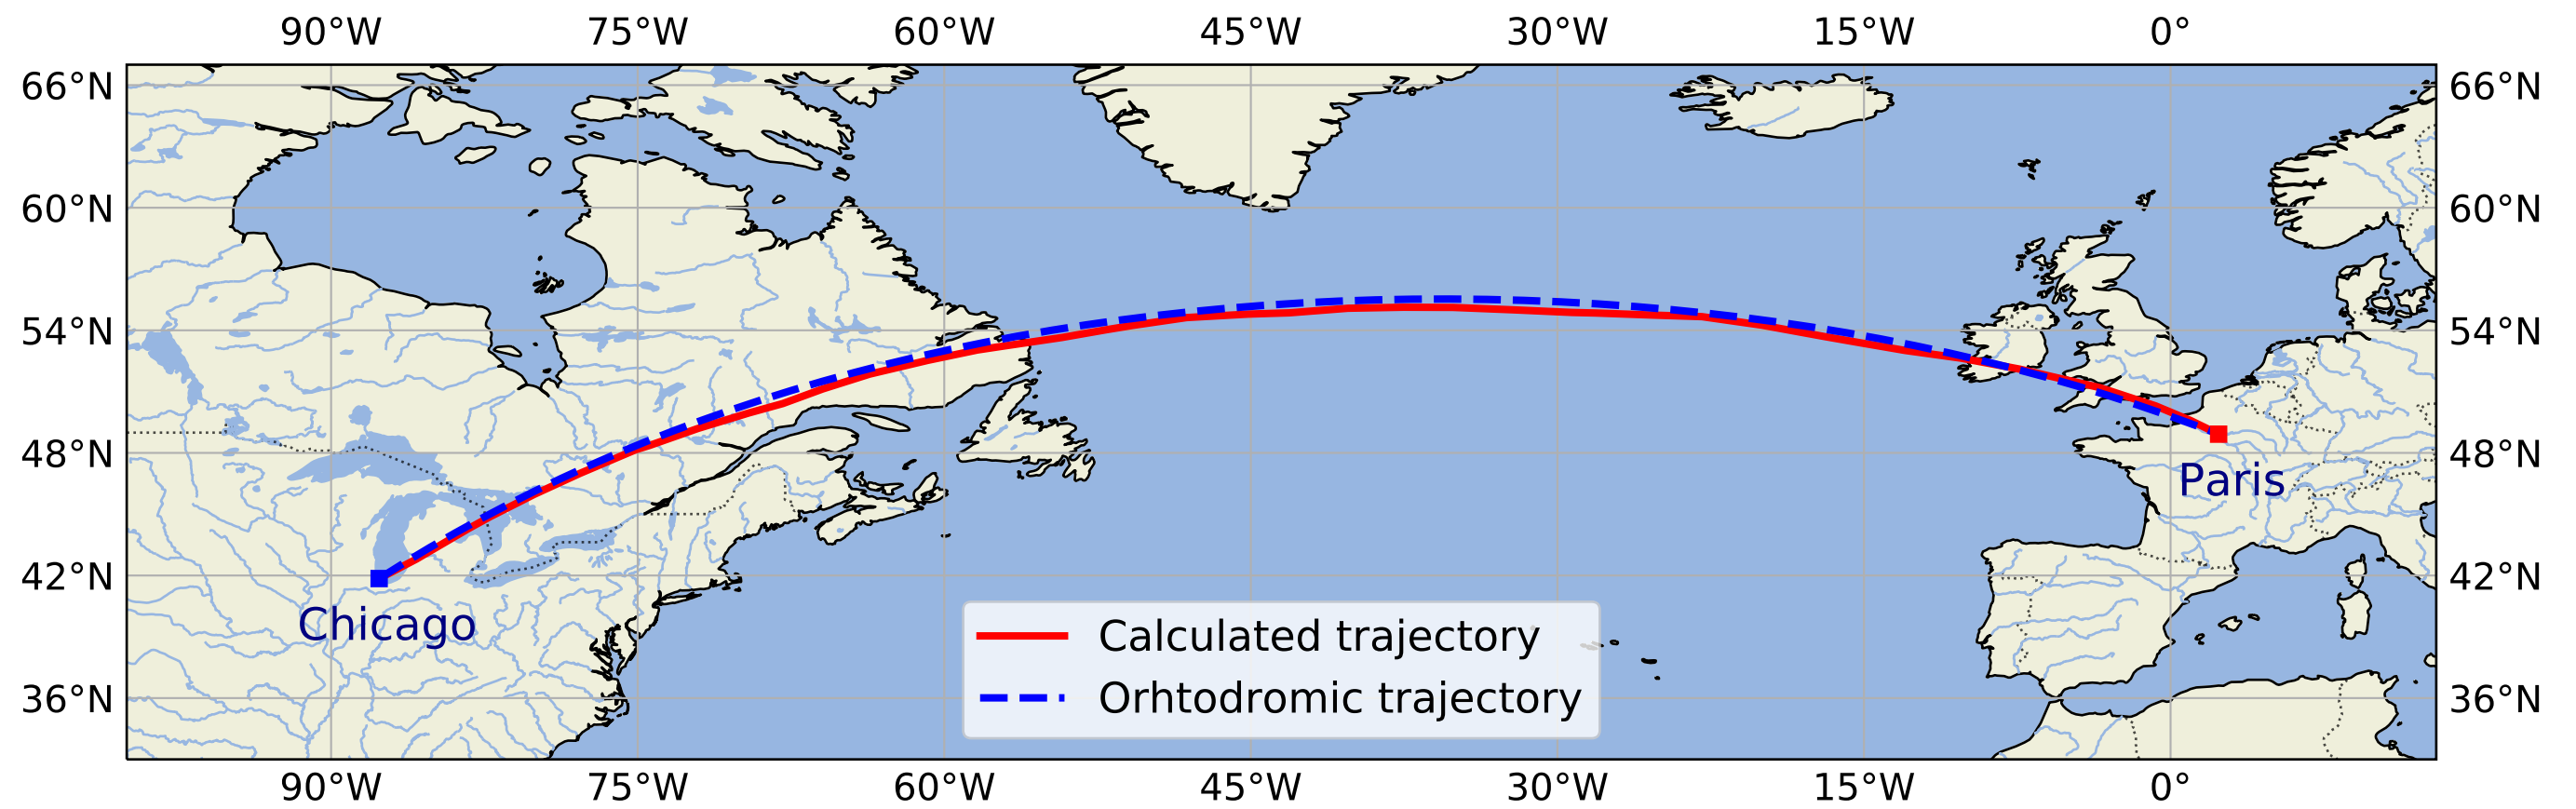 90°W 75°W 60°W 45°W 30°W 15°W 0°
66°N 66°N
60°N 60°N
54°N 54°N
48°N 48°N
Paris
42°N 42°N
Chicago
Calculated trajectory
Orhtodromic trajectory
36°N 36°N
90°W 75°W 60°W 45°W 30°W 15°W 0°